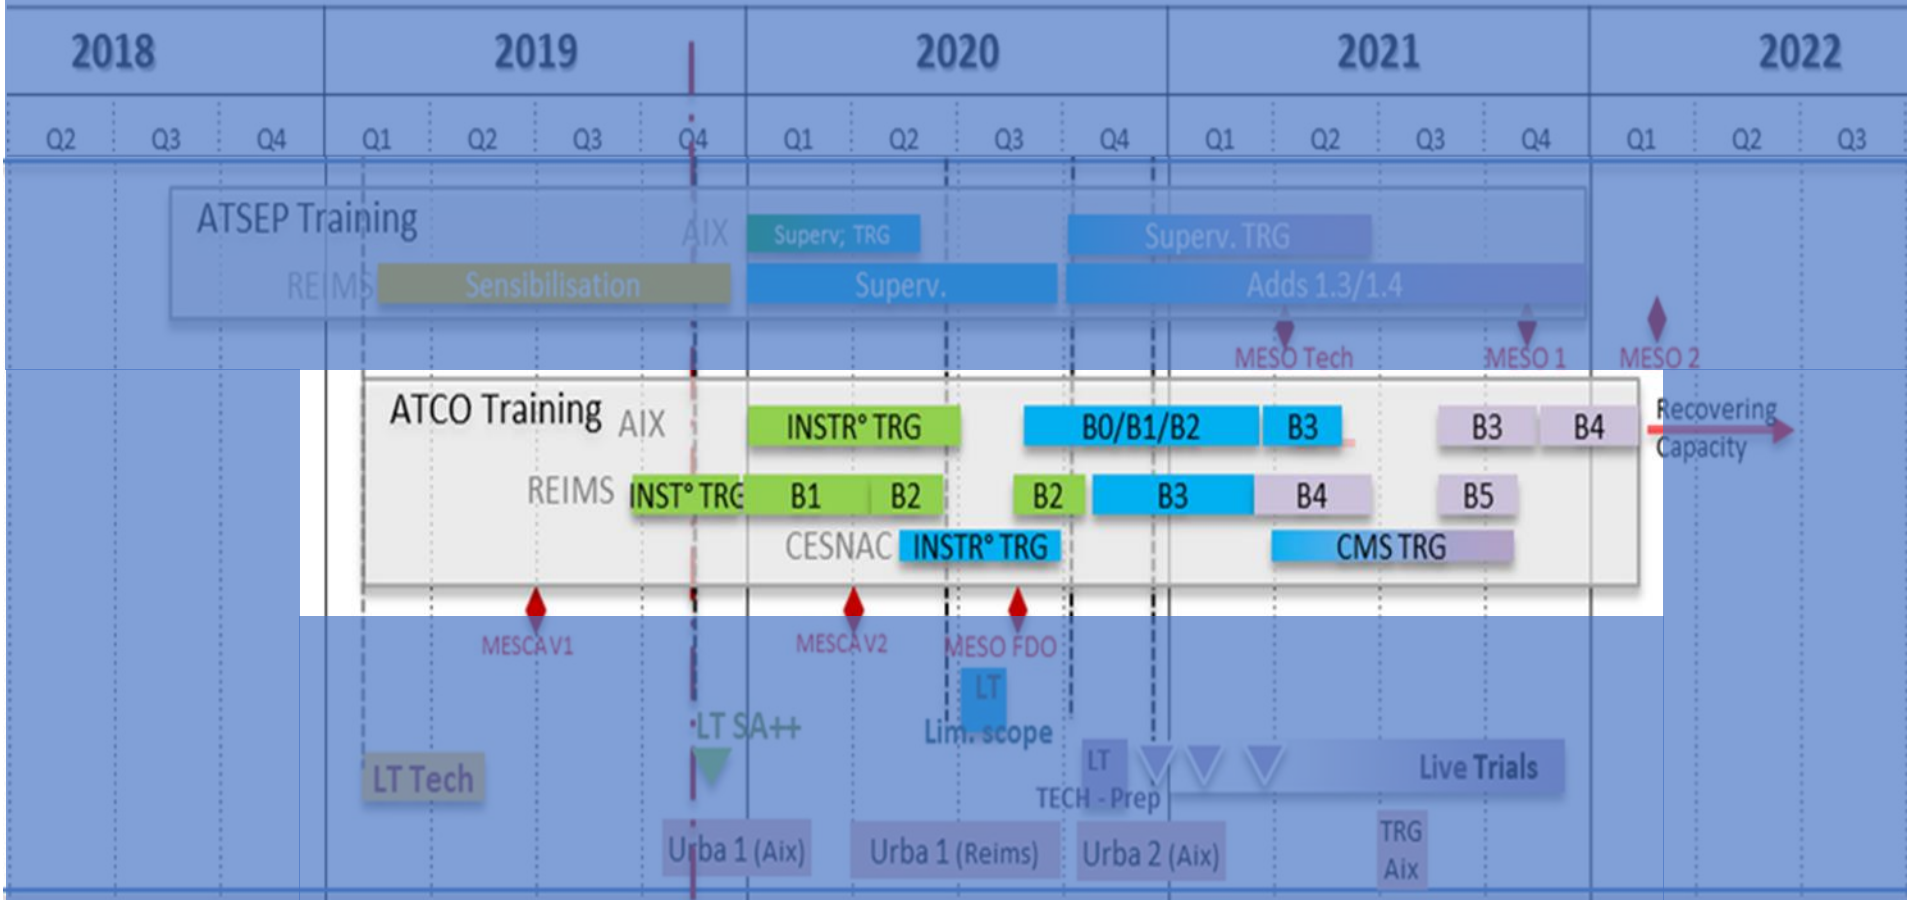 2018 2019 2020 2021 2022
Q2 Q3 Q4 Q1 Q2 Q3 Q4 Q1 Q2 Q3 Q4 Q1 Q2 Q3 Q4 Q1 Q2 Q3
ATSEP Training AIX Superv; TRG Superv. TRG
REIMS Sensibilisation Superv. Adds 1.3/1.4
MESO Tech MESO 1 MESO 2
ATCO Training AIX INSTR° TRG B0/B1/B2 B3 B3 B4 Recovering
Capacity
REIMS INST° TRG B1 B2 B2 B3 B4 B5
CESNAC INSTR° TRG CMS TRG
MESCA V1 MESCA V2 MESO FDO
LT
LT SA++ Lim. scope
LT Tech LT Live Trials
TECH - Prep
Urba 1 (Aix) Urba 1 (Reims) Urba 2 (Aix) TRG
Aix